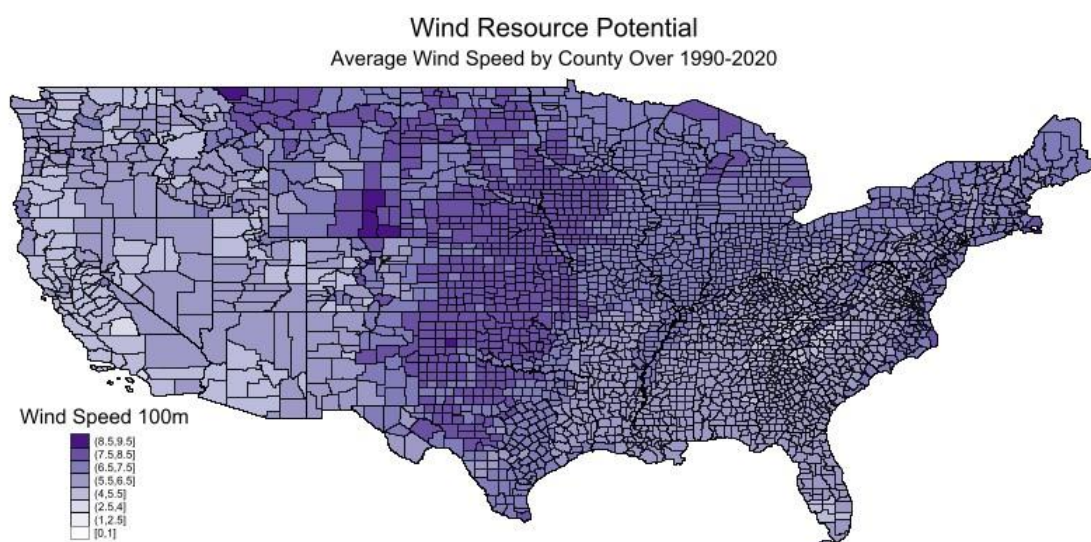 Wind Resource Potential
Average Wind Speed by County Over 1990-2020
Wind Speed 100m
(8.5,9.5]
(7.5,8.5]
(6.5,7.5]
(5.5,6.5]
(4,5.5]
(2.5,4]
(1,2.5]
[0,1]